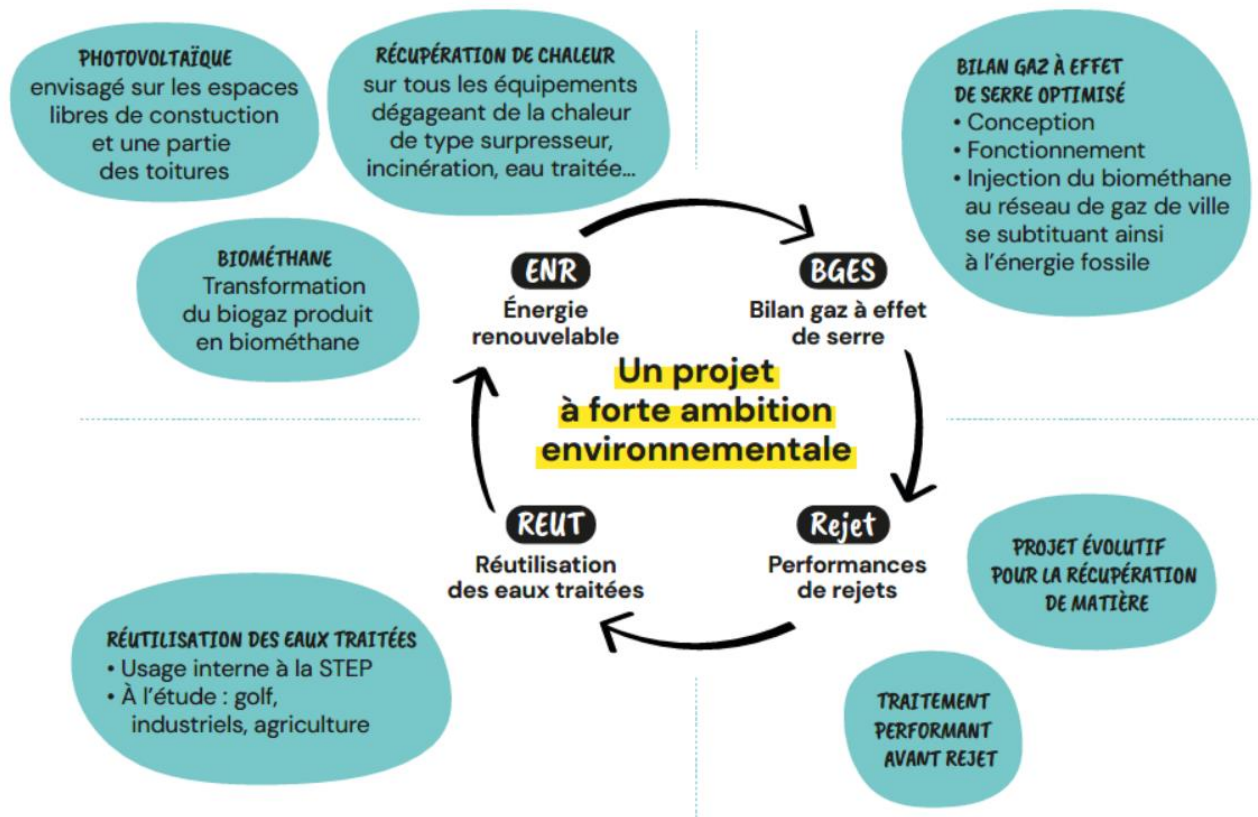 PHOTOVOLTAÏQUE
envisagé sur les espaces
libres de constuction
et une partie
des toitures
RÉCUPÉRATION DE CHALEUR
sur tous les équipements
dégageant de la chaleur
de type surpresseur,
incinération, eau traitée...
BIOMÉTHANE
Transformation
du biogaz produit
en biométhane
BILAN GAZ À EFFET
DE SERRE OPTIMISÉ
• Conception
• Fonctionnement
• Injection du biométhane
au réseau de gaz de ville
se subtituant ainsi
à l'énergie fossile
ENR
Énergie
renouvelable
BGES
Bilan gaz à effet
de serre
Un projet
à forte ambition
environnementale
REUT
Réutilisation
des eaux traitées
Rejet
Performances
de rejets
PROJET ÉVOLUTIF
POUR LA RÉCUPÉRATION
DE MATIÈRE
RÉUTILISATION DES EAUX TRAITÉES
• Usage interne à la STEP
• À l'étude : golf,
industriels, agriculture
TRAITEMENT
PERFORMANT
AVANT REJET